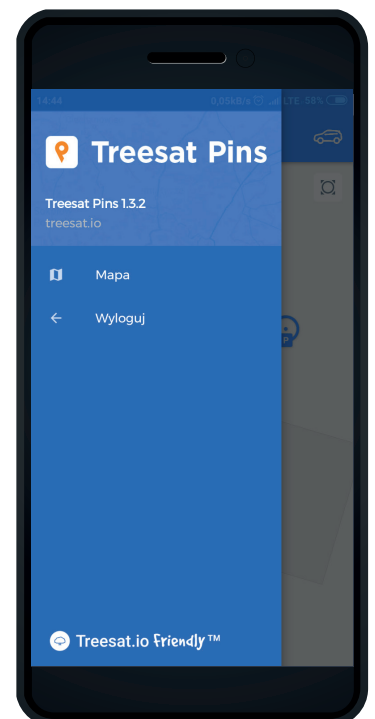 14:44 0,05kB/s LTE 58%
Treesat Pins
Treesat Pins 1.3.2
treesat.io
Mapa
Wyloguj
P
Treesat.io Friendly™